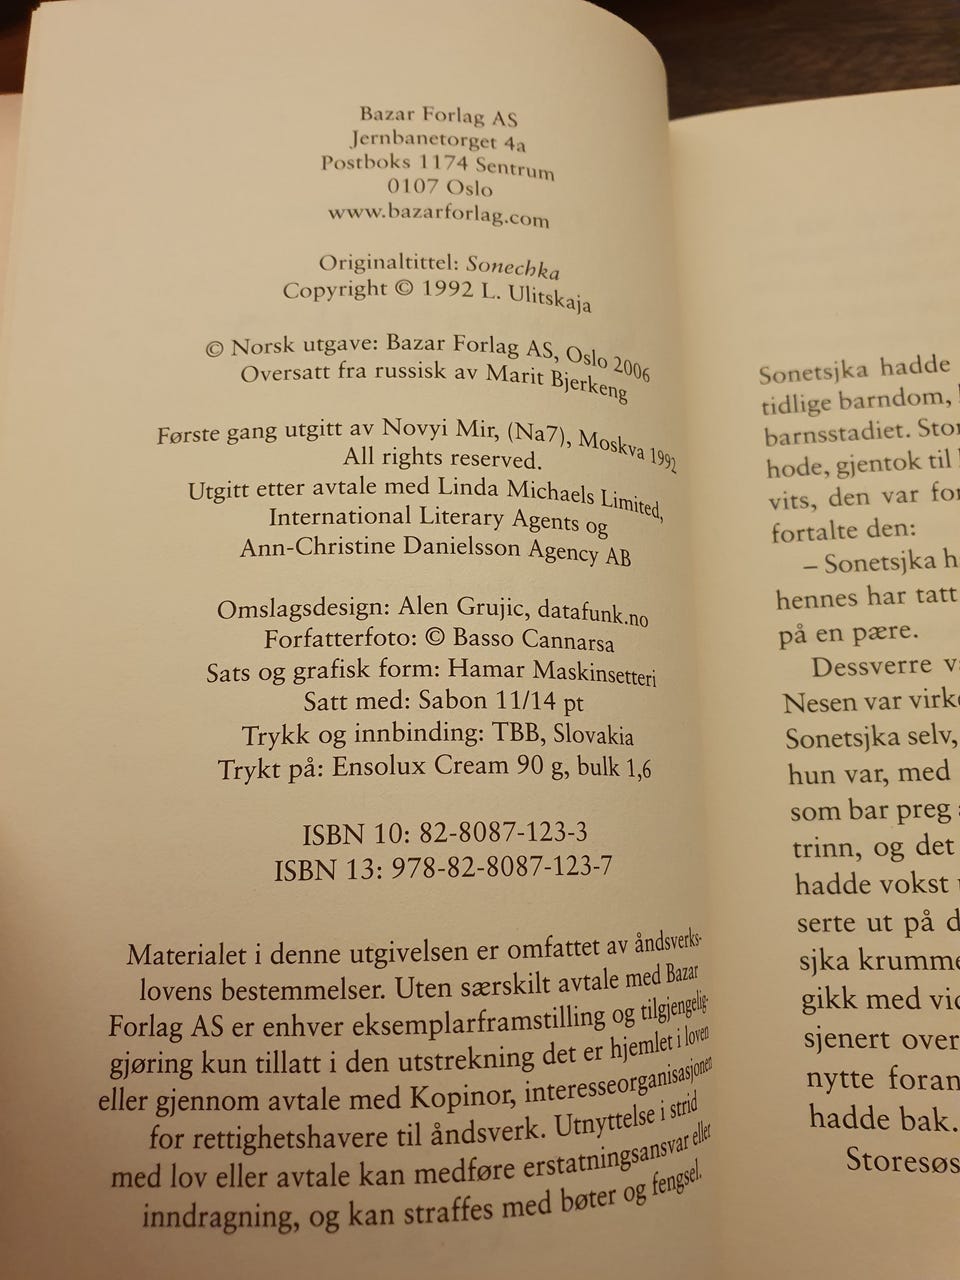 Bazar Forlag AS
Jernbanetorget 4a
Postboks 1174 Sentrum
0107 Oslo
www.bazarforlag.com
Originaltittel: Sonechka
Copyright © 1992 L. Ulitskaja
© Norsk utgave: Bazar Forlag AS, Oslo 2006
Oversatt fra russisk av Marit Bjerkeng
Første gang utgitt av Novyi Mir, (Na7), Moskva 1992
All rights reserved.
Utgitt etter avtale med Linda Michaels Limited,
International Literary Agents og
Ann-Christine Danielsson Agency AB
Omslagsdesign: Alen Grujic, datafunk.no
Forfatterfoto: © Basso Cannarsa
Sats og grafisk form: Hamar Maskinsetteri
Satt med: Sabon 11/14 pt
Trykk og innbinding: TBB, Slovakia
Trykt på: Ensolux Cream 90 g, bulk 1,6
ISBN 10: 82-8087-123-3
ISBN 13: 978-82-8087-123-7
Materialet i denne utgivelsen er omfattet av åndsverks-
lovens bestemmelser. Uten særskilt avtale med Bazar
Forlag AS er enhver eksemplarframstilling og tilgjengelig-
gjøring kun tillatt i den utstrekning det er hjemlet i loven
eller gjennom avtale med Kopinor, interesseorganisasjonen
for rettighetshavere til åndsverk. Utnyttelse i strid
med lov eller avtale kan medføre erstatningsansvar eller
inndragning, og kan straffes med bøter og fengsel.
Sonetsjka hadde
tidlige barndom,
barnsstadiet.
hode, gjentok til
vits, den var
fortalte den:
– Sonetsjka
hennes har tatt
på en pære.
Dessverre
Nesen var
Sonetsjka selv,
hun var, med
som bar preg
trinn, og det
hadde vokst
serte ut på
sjka
gikk med
sjenert over
nytte
hadde bak.